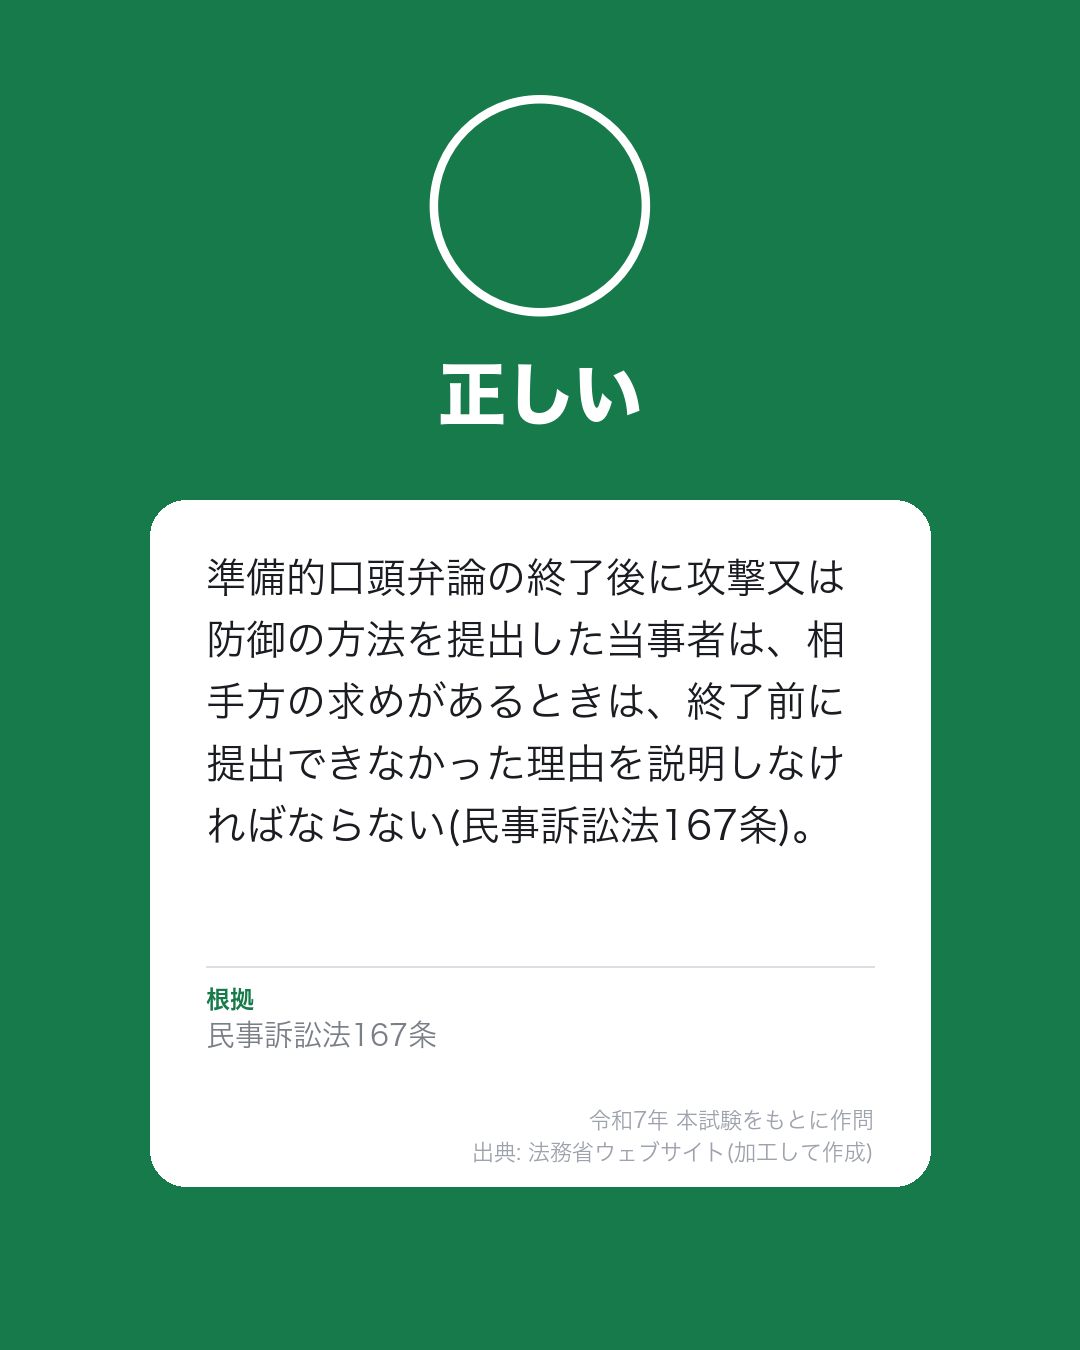 正しい
準備的口頭弁論の終了後に攻撃又は
防御の方法を提出した当事者は、相
手方の求めがあるときは、終了前に
提出できなかった理由を説明しなけ
ればならない(民事訴訟法167条)。
根拠
民事訴訟法167条
令和7年 本試験をもとに作問
出典: 法務省ウェブサイト(加工して作成)